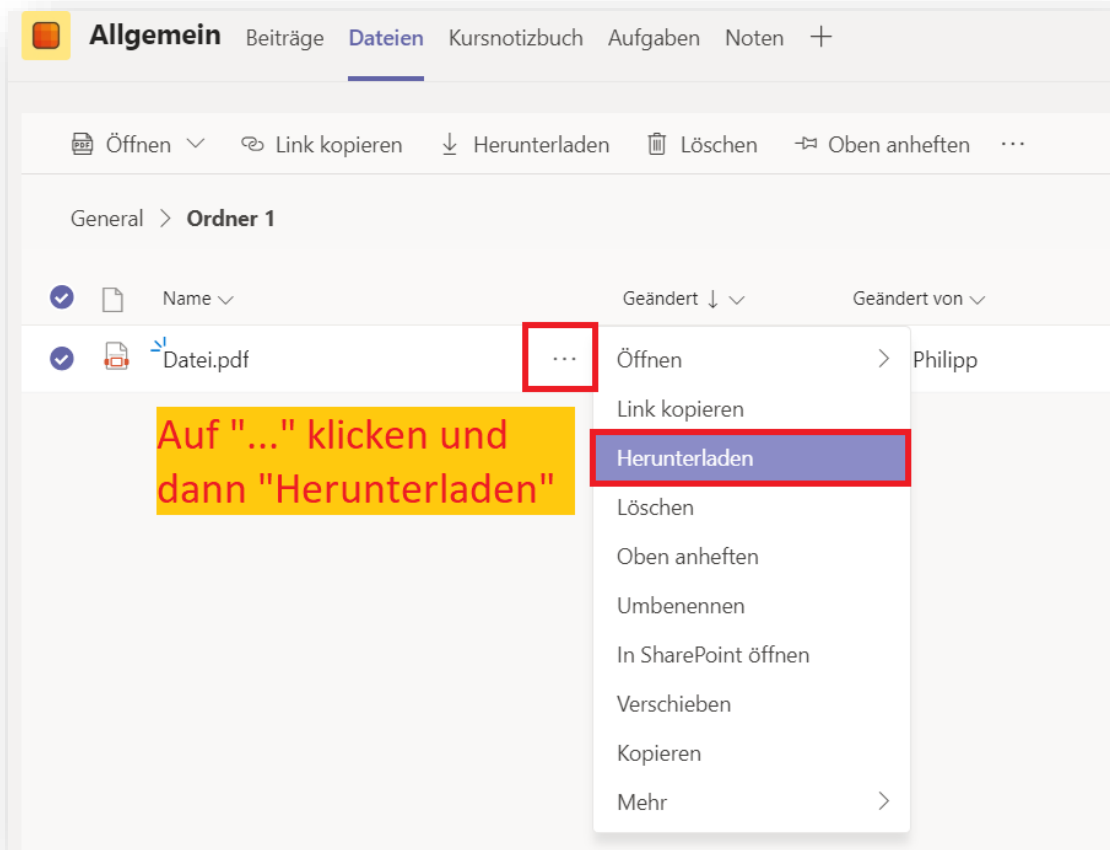 Allgemein Beiträge Dateien Kursnotizbuch Aufgaben Noten +
PDF Öffnen Link kopieren Herunterladen Löschen Oben anheften ...
General > Ordner 1
Name Geändert ↓ Geändert von
Datei.pdf ... Philipp
Auf "..." klicken und
dann "Herunterladen"
Öffnen >
Link kopieren
Herunterladen
Löschen
Oben anheften
Umbenennen
In SharePoint öffnen
Verschieben
Kopieren
Mehr >